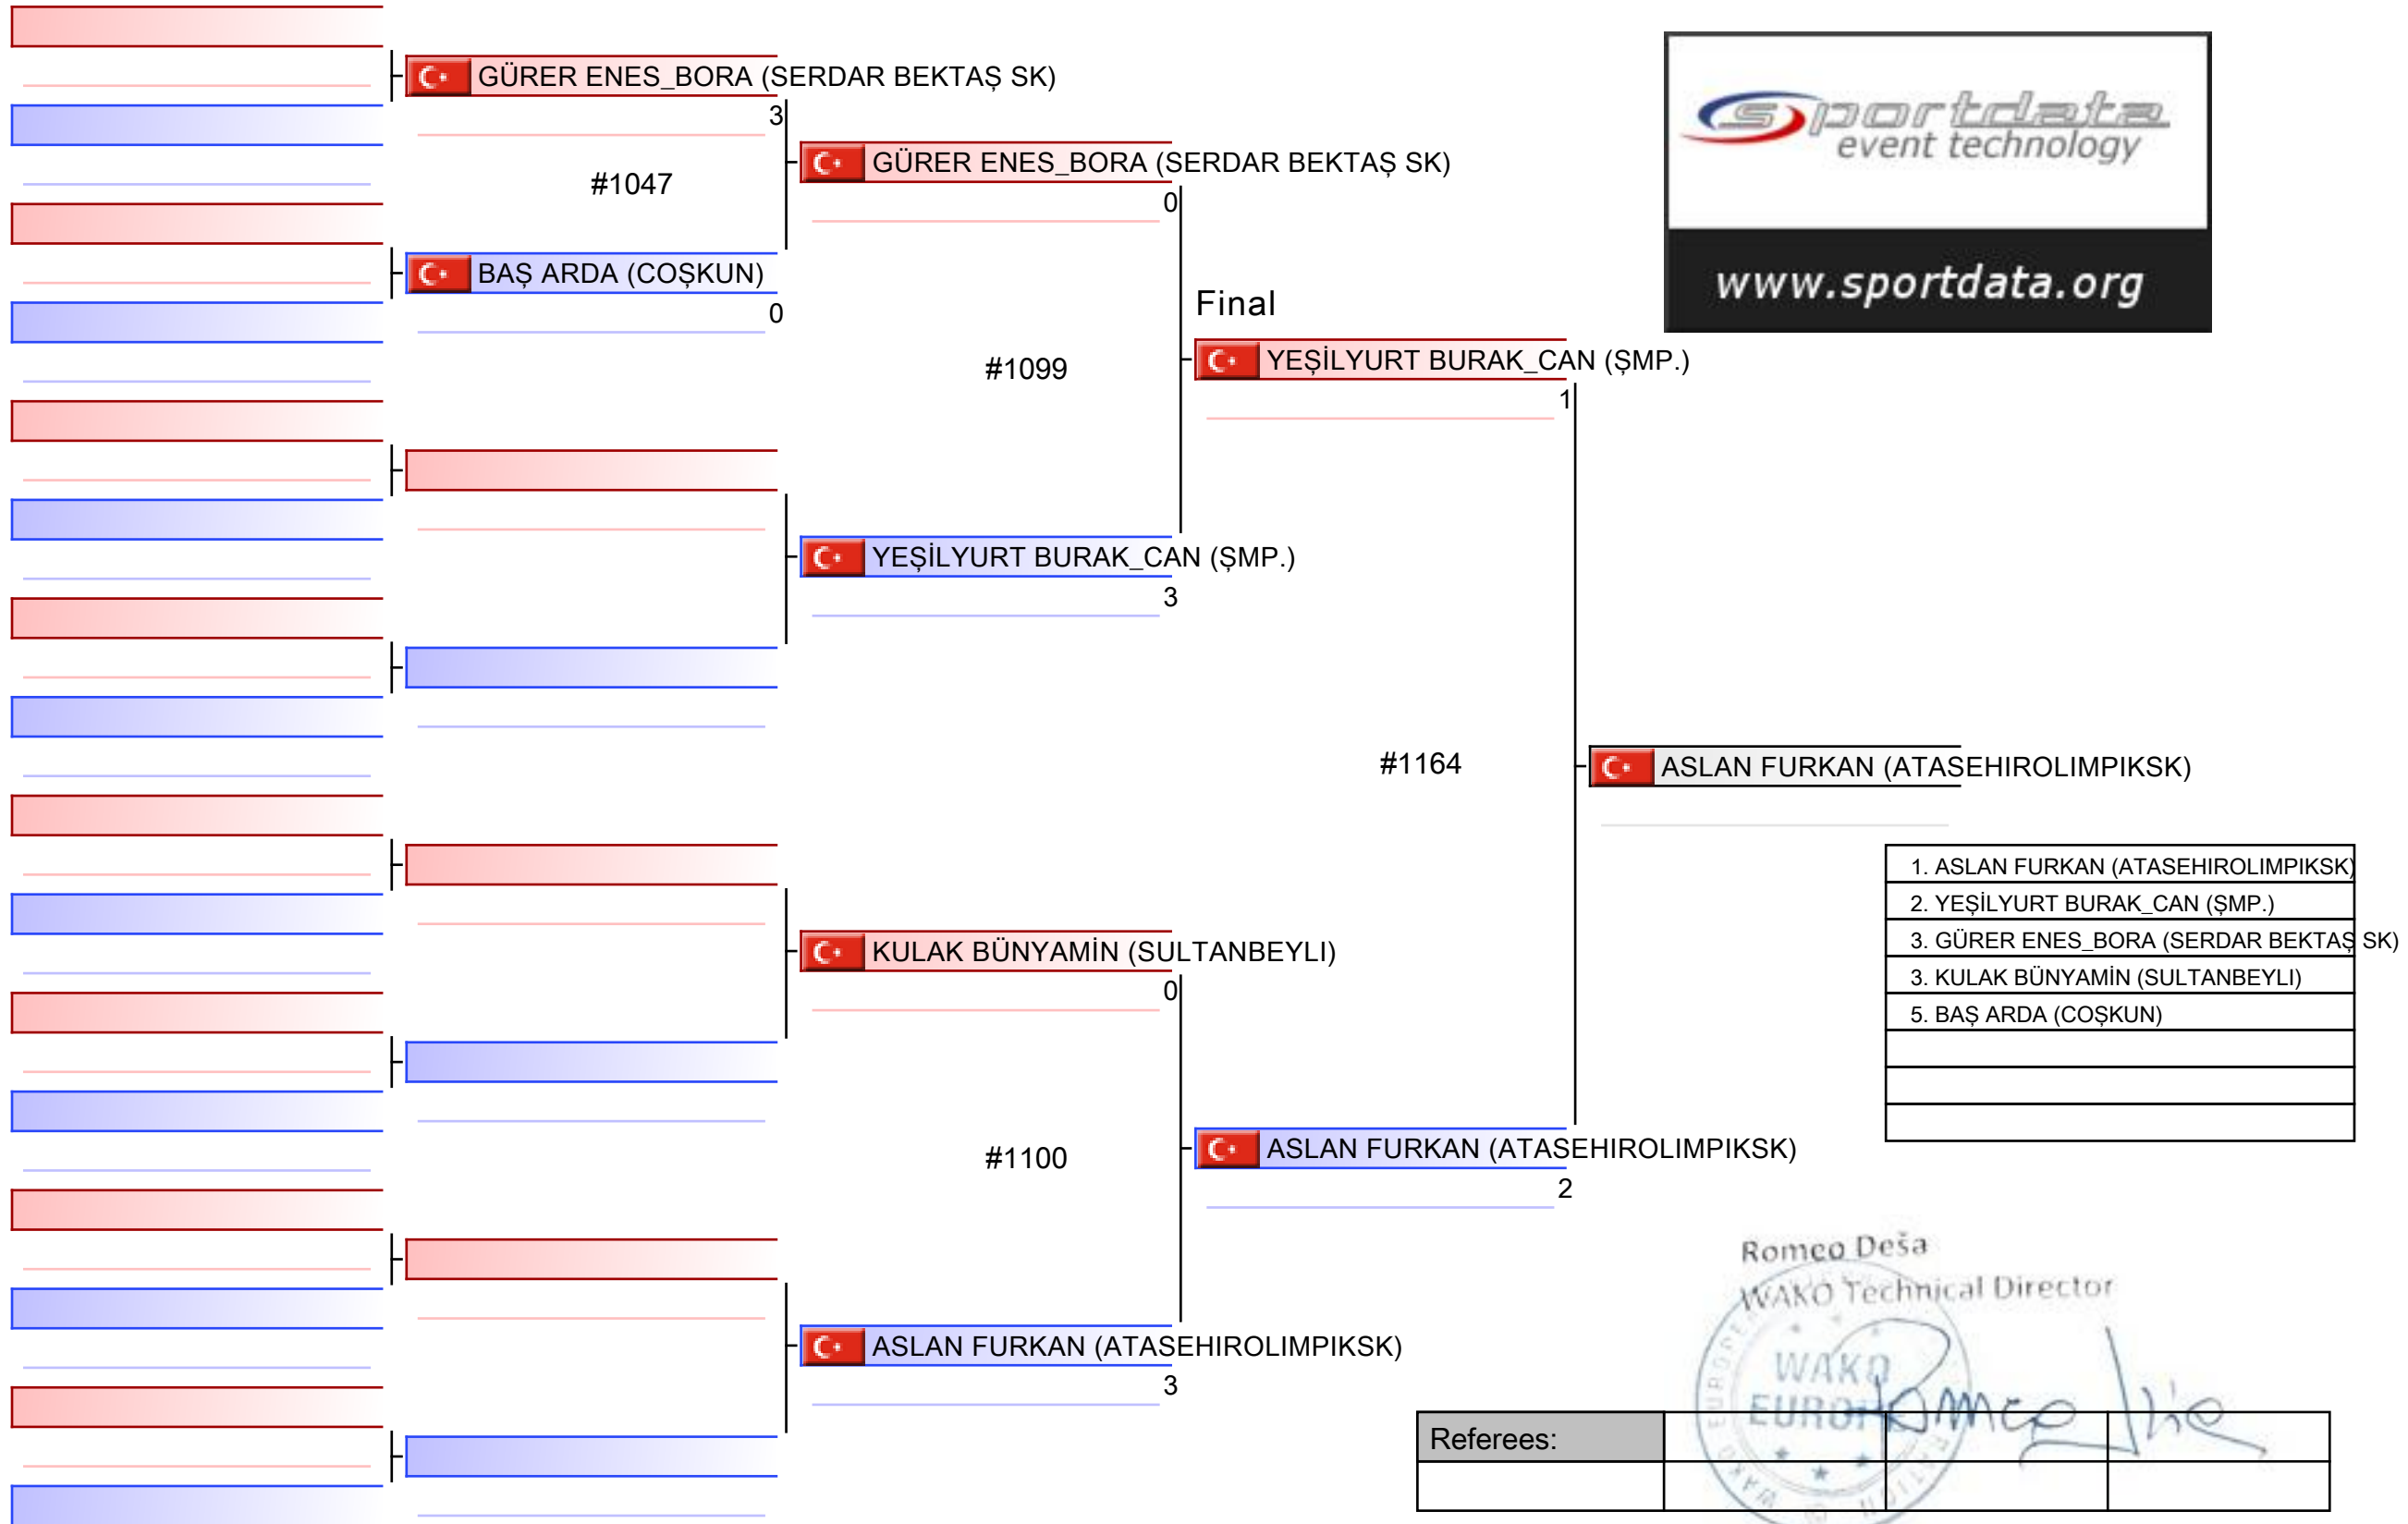 GÜRER ENES_BORA (SERDAR BEKTAŞ SK)
3
#1047
BAŞ ARDA (COŞKUN)
0
GÜRER ENES_BORA (SERDAR BEKTAŞ SK)
0
#1099
YEŞİLYURT BURAK_CAN (ŞMP.)
3
Final
YEŞİLYURT BURAK_CAN (ŞMP.)
1
#1164
KULAK BÜNYAMİN (SULTANBEYLI)
0
#1100
ASLAN FURKAN (ATASEHIROLIMPIKSK)
3
ASLAN FURKAN (ATASEHIROLIMPIKSK)
2
ASLAN FURKAN (ATASEHIROLIMPIKSK)
sportdata
event technology
www.sportdata.org
1. ASLAN FURKAN (ATASEHIROLIMPIKSK)
2. YEŞİLYURT BURAK_CAN (ŞMP.)
3. GÜRER ENES_BORA (SERDAR BEKTAŞ SK)
3. KULAK BÜNYAMİN (SULTANBEYLI)
5. BAŞ ARDA (COŞKUN)
Romeo Deša
WAKO Technical Director
WAKO
EUROPE
Referees: